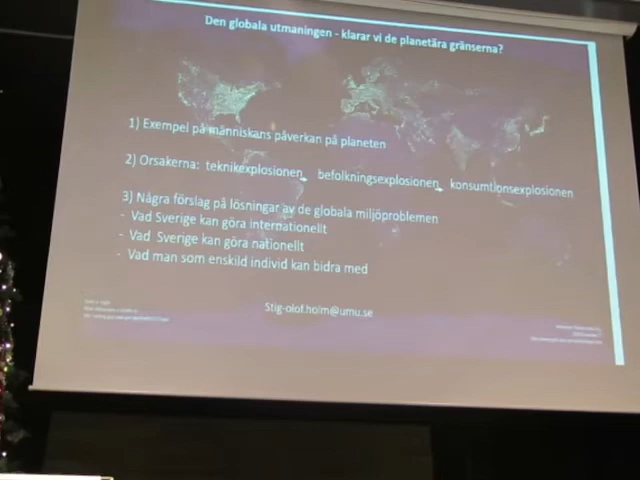 Den globala utmaningen - klarar vi de planetära gränserna?
1) Exempel på människans påverkan på planeten
2) Orsakerna: teknikexplosionen, befolkningsexplosionen, konsumtionsexplosionen
3) Några förslag på lösningar av de globala miljöproblemen
- Vad Sverige kan göra internationellt
- Vad Sverige kan göra nationellt
- Vad man som enskild individ kan bidra med
Stig-olof.holm@umu.se